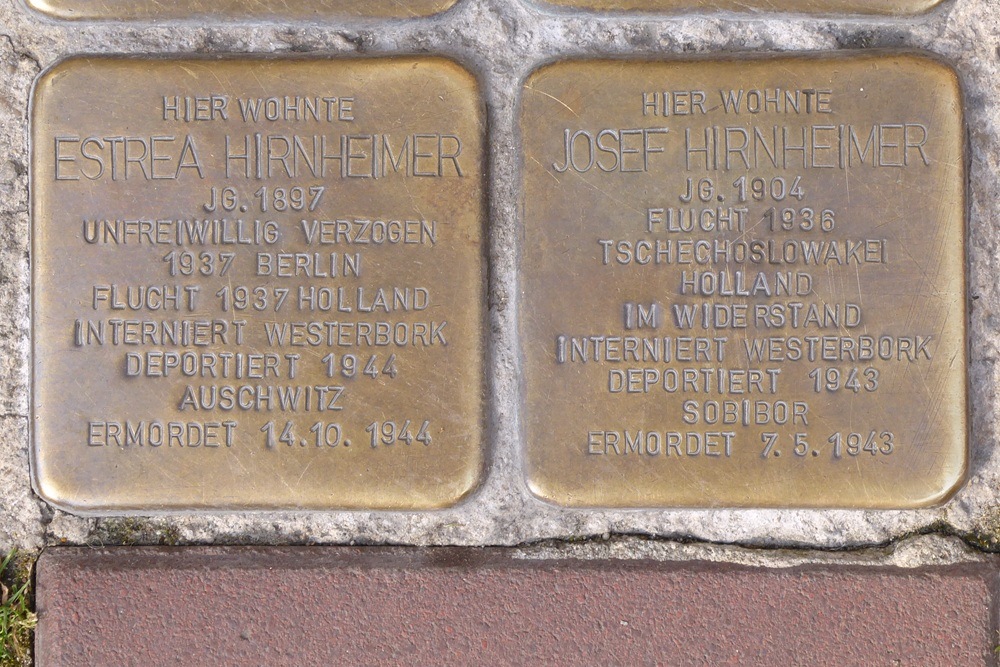 HIER WOHNTE
ESTREA HIRNHEIMER
JG. 1897
UNFREIWILLIG VERZOGEN
1937 BERLIN
FLUCHT 1937 HOLLAND
INTERNIERT WESTERBORK
DEPORTIERT 1944
AUSCHWITZ
ERMORDET 14.10. 1944
HIER WOHNTE
JOSEF HIRNHEIMER
JG. 1904
FLUCHT 1936
TSCHECHOSLOWAKEI
HOLLAND
IM WIDERSTAND
INTERNIERT WESTERBORK
DEPORTIERT 1943
SOBIBOR
ERMORDET 7. 5. 1943